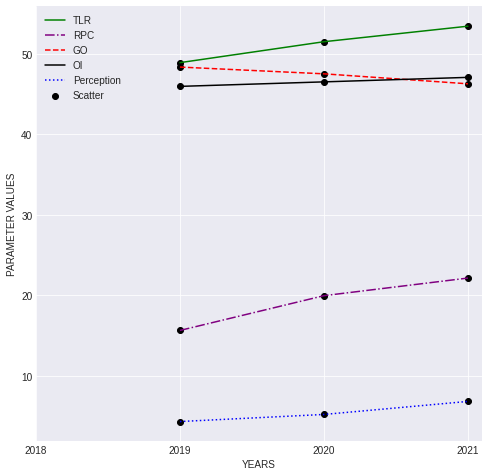 TLR
RPC
GO
OI
Perception
Scatter
50
40
30
20
10
PARAMETER VALUES
2018 2019 2020 2021
YEARS